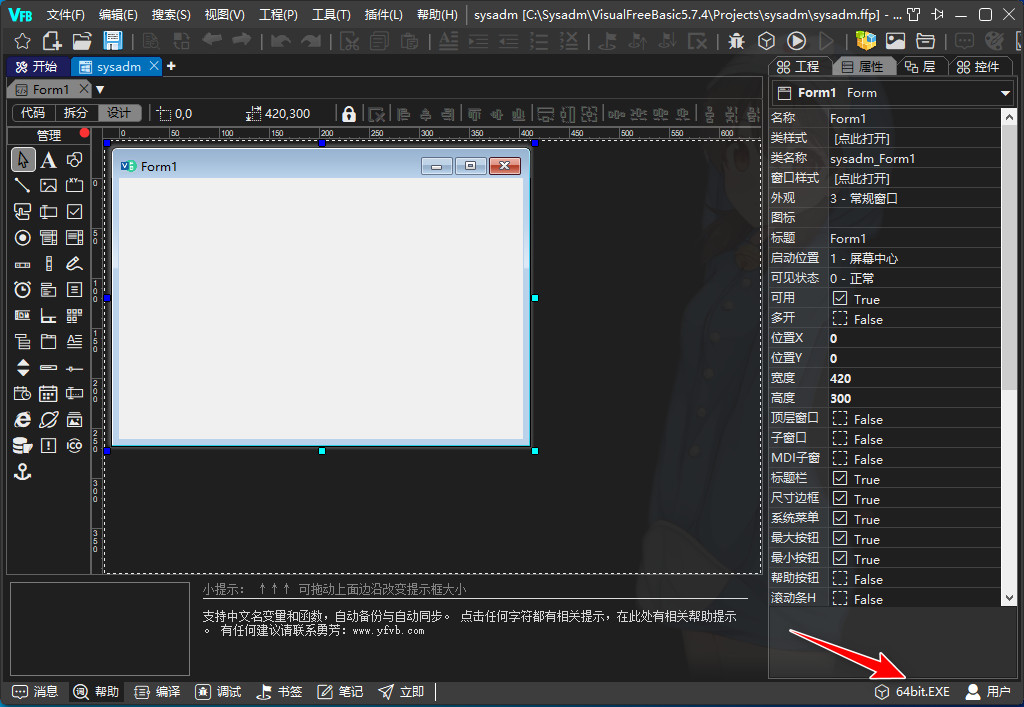 VFB 文件(F) 编辑(E) 搜索(S) 视图(V) 工程(P) 工具(T) 插件(L) 帮助(H) sysadm [C:\Sysadm\VisualFreeBasic5.7.4\Projects\sysadm\sysadm.ffp] - ...
开始 sysadm × +
工程 属性 层 控件
Form1 × ▼
Form1 Form
代码 拆分 设计 0,0 420,300
管理
0 50 100 150 200 250 300 350 400 450 500 550 600
0
50
100
150
200
250
300
350
Form1
名称 Form1
类样式 [点此打开]
类名称 sysadm_Form1
窗口样式 [点此打开]
外观 3 - 常规窗口
图标
标题 Form1
启动位置 1 - 屏幕中心
可见状态 0 - 正常
可用 True
多开 False
位置X 0
位置Y 0
宽度 420
高度 300
顶层窗口 False
子窗口 False
MDI子窗 False
标题栏 True
尺寸边框 True
系统菜单 True
最大按钮 True
最小按钮 True
帮助按钮 False
滚动条H False
小提示: ↑↑↑ 可拖动上面边沿改变提示框大小
支持中文名变量和函数，自动备份与自动同步。 点击任何字符都有相关提示，在此处有相关帮助提示
。 有任何建议请联系勇芳：www.yfvb.com
消息 帮助 编译 调试 书签 笔记 立即 64bit.EXE 用户